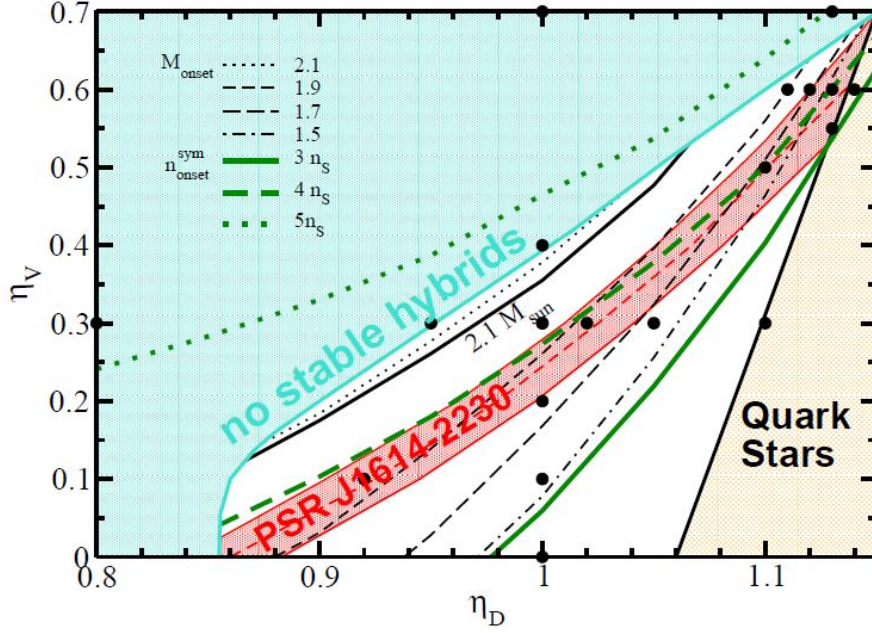 0.7
0.6
0.5
0.4
0.3
0.2
0.1
0
η_V
M_onset
2.1
1.9
1.7
1.5
n_onset^sym
3 n_S
4 n_S
5n_S
no stable hybrids
2.1 M_sun
PSR J1614-2230
Quark
Stars
0.8
0.9
1
1.1
η_D